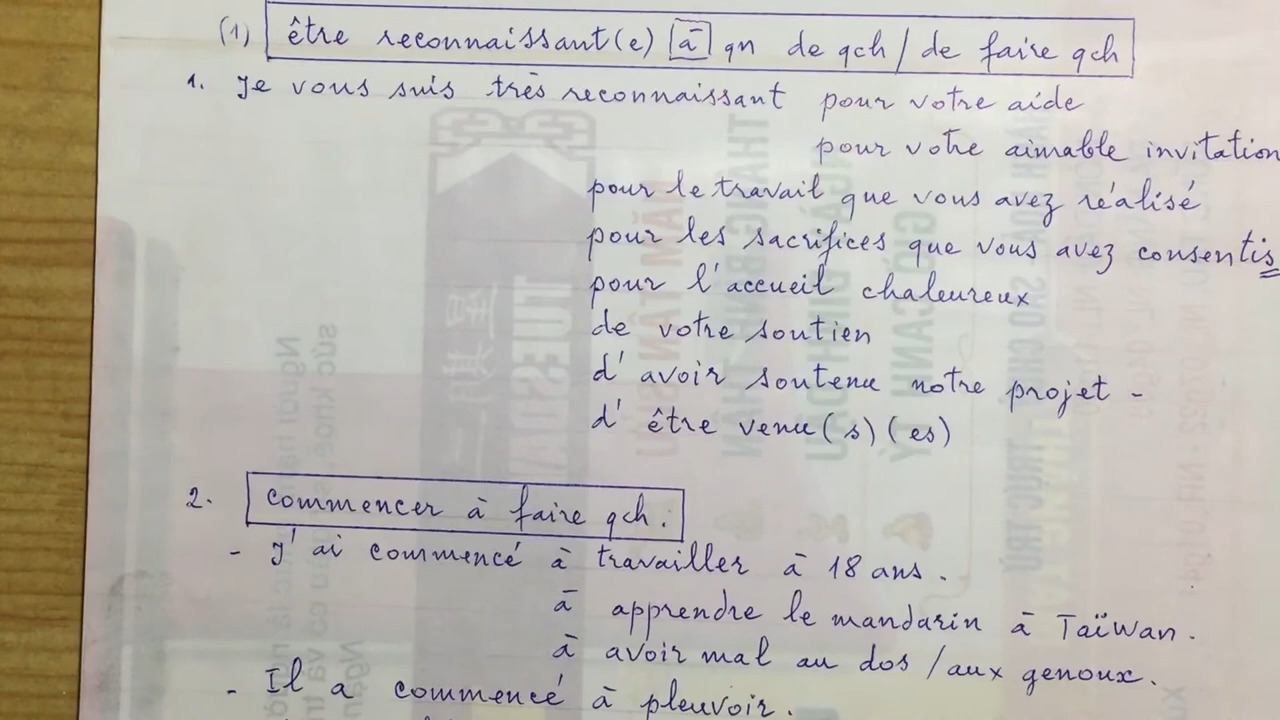 (1) être reconnaissant(e) à qn de qch / de faire qch
1. Je vous suis très reconnaissant pour votre aide
pour votre aimable invitation
pour le travail que vous avez réalisé
pour les sacrifices que vous avez consentis
pour l'accueil chaleureux
de votre soutien
d'avoir soutenu notre projet -
d'être venu(s)(es)
2. commencer à faire qch.
- J'ai commencé à travailler à 18 ans.
à apprendre le mandarin à Taïwan.
à avoir mal au dos / aux genoux.
- Il a commencé à pleuvoir.